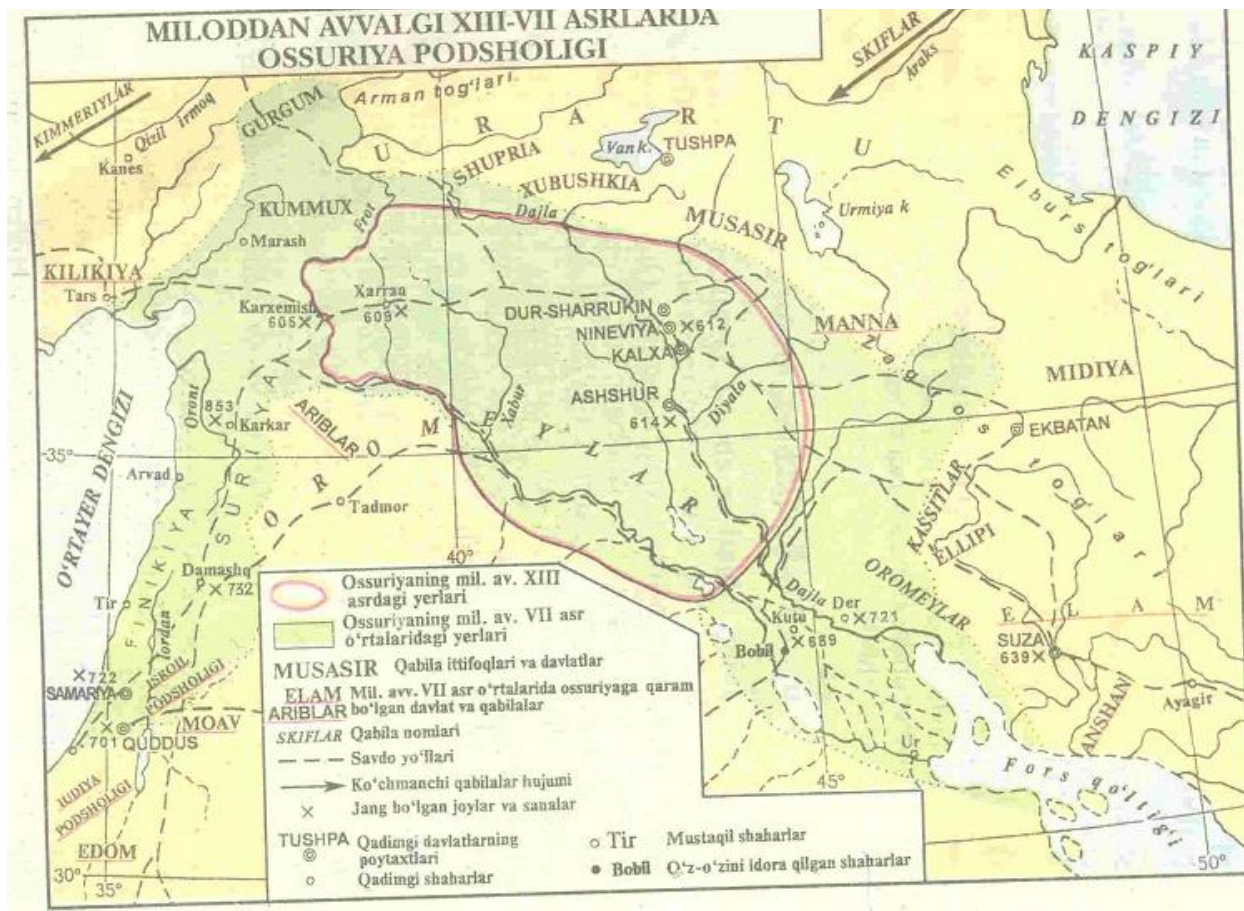 MILODDAN AVVALGI XIII-VII ASRLARDA
OSSURIYA PODSHOLIGI
SKIFLAR
Araks
KASPIY
DENGIZI
KIMMERIYLAR
Qizil irmoq
Kanes
GURGUM
Arman tog'lari
URARTU
SHUPRIA
Van k.
TUSHPA
XUBUSHKIA
Dajla
MUSASIR
Urmiya k
Elburs tog'lari
KUMMUX
Frot
Marash
KILIKIYA
Tars
Karxemish
605
Xarran
609
DUR-SHARRUKIN
NINEVIYA
612
KALXA
MANNA
MIDIYA
ASHSHUR
614
Diyala
Xabur
Zagros tog'lar
EKBATAN
Oront
853
Karkar
ARIBLAR
OROMEYLAR
35°
Arvad
O'RTAYER DENGIZI
FINIKIYA
SURIYA
Tadmor
40°
KASSITLAR
ELLIPI
Damashq
732
Tir
Iordan
OROMEYLAR
Dajla
Der
721
Kutu
689
Bobil
ELAM
SUZA
639
722
SAMARIYA
ISROIL
PODSHOLIGI
MOAV
701
QUDDUS
ANSHAN
Ayagir
Ur
45°
Fors qo'ltig'i
IUDIYA
PODSHOLIGI
EDOM
30°
35°
50°
Ossuriyaning mil. av. XIII
asrdagi yerlari
Ossuriyaning mil. av. VII asr
o'rtalaridagi yerlari
MUSASIR Qabila ittifoqlari va davlatlar
ELAM Mil. avv. VII asr o'rtalarida ossuriyaga qaram
ARIBLAR bo'lgan davlat va qabilalar
SKIFLAR Qabila nomlari
Savdo yo'llari
Ko'chmanchi qabilalar hujumi
Jang bo'lgan joylar va sanalar
TUSHPA Qadimgi davlatlarning
poytaxtlari
Qadimgi shaharlar
Tir Mustaqil shaharlar
Bobil O'z-o'zini idora qilgan shaharlar